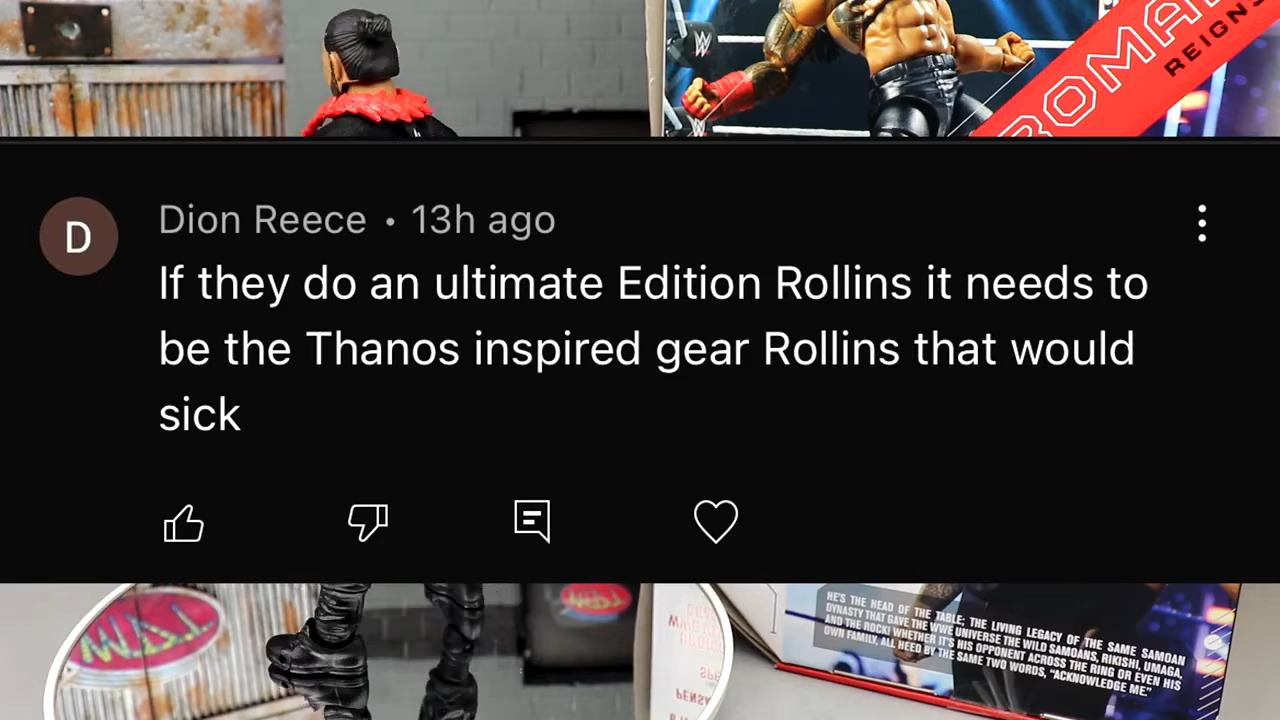 ROMA
REIGNS
D
Dion Reece • 13h ago
If they do an ultimate Edition Rollins it needs to
be the Thanos inspired gear Rollins that would
sick
HE'S THE HEAD OF THE TABLE; THE LIVING LEGACY OF THE SAME SAMOAN
DYNASTY THAT GAVE THE WWE UNIVERSE THE WILD SAMOANS, RIKISHI, UMAGA,
AND THE ROCK! WHETHER IT'S HIS OPPONENT ACROSS THE RING OR EVEN HIS
OWN FAMILY, ALL HEED BY THE SAME TWO WORDS, "ACKNOWLEDGE ME."